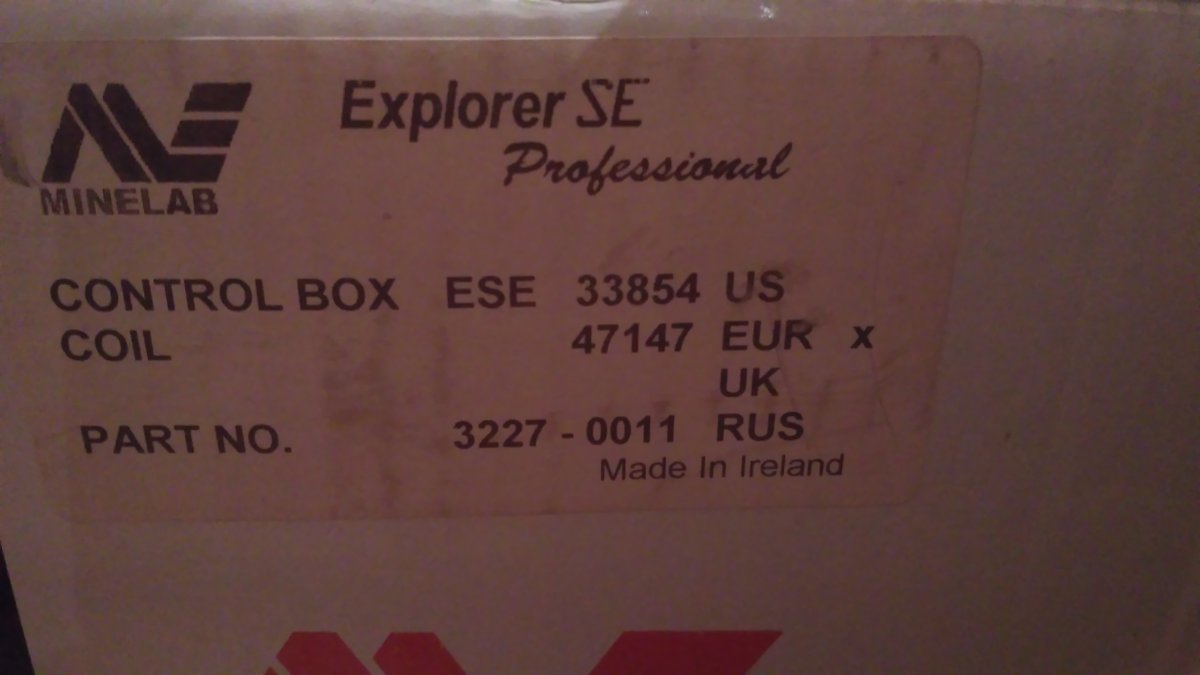 Explorer SE
Professional
MINELAB
CONTROL BOX ESE 33854 US
COIL 47147 EUR x
UK
PART NO. 3227 - 0011 RUS
Made In Ireland